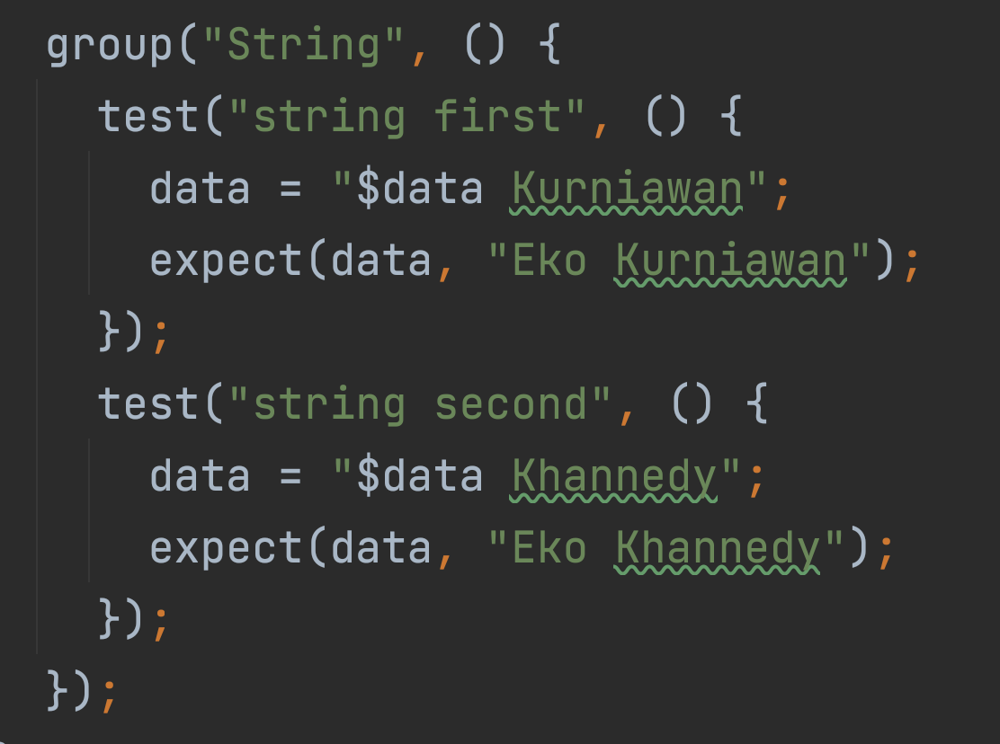 group("String", () {
  test("string first", () {
    data = "$data Kurniawan";
    expect(data, "Eko Kurniawan");
  });
  test("string second", () {
    data = "$data Khannedy";
    expect(data, "Eko Khannedy");
  });
});